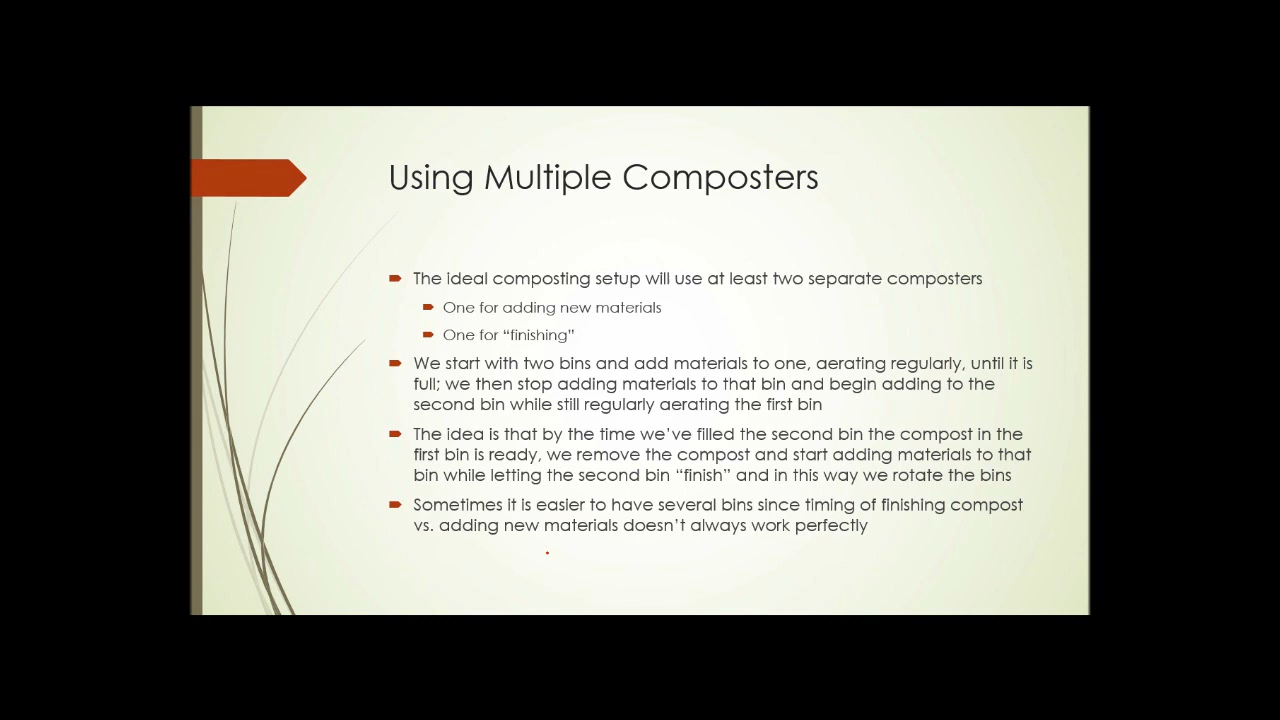 Using Multiple Composters
The ideal composting setup will use at least two separate composters
One for adding new materials
One for “finishing”
We start with two bins and add materials to one, aerating regularly, until it is
full; we then stop adding materials to that bin and begin adding to the
second bin while still regularly aerating the first bin
The idea is that by the time we’ve filled the second bin the compost in the
first bin is ready, we remove the compost and start adding materials to that
bin while letting the second bin “finish” and in this way we rotate the bins
Sometimes it is easier to have several bins since timing of finishing compost
vs. adding new materials doesn’t always work perfectly